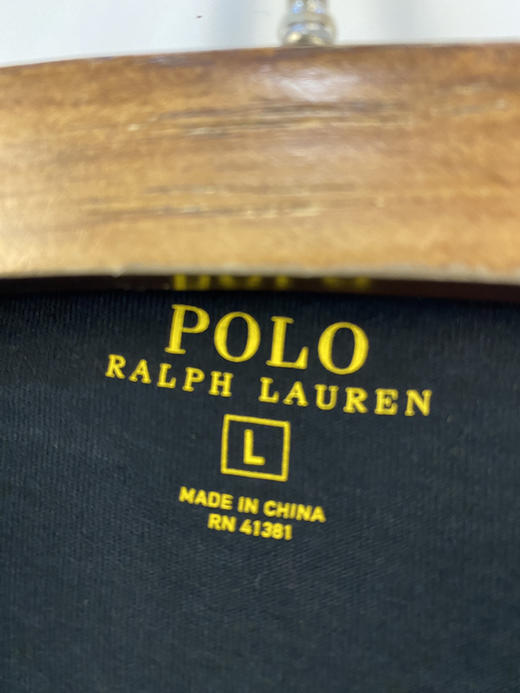 POLO
RALPH LAUREN
L
MADE IN CHINA
RN 41381